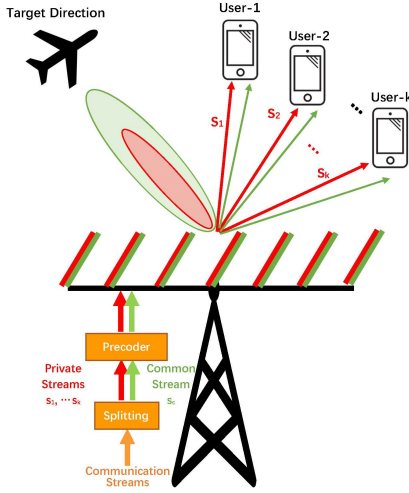 Target Direction
User-1
User-2
User-k
S₁
S₂
Sₖ
Precoder
Private
Streams
s₁, ⋯ sₖ
Common
Stream
s꜀
Splitting
Communication
Streams